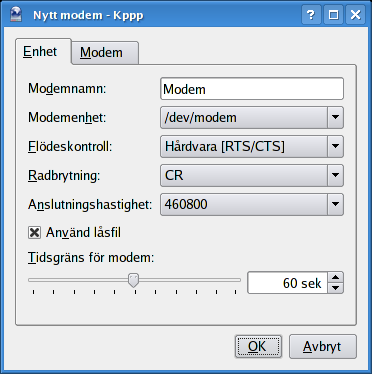 Nytt modem - Kppp
Enhet Modem
Modemnamn: Modem
Modemenhet: /dev/modem
Flödeskontroll: Hårdvara [RTS/CTS]
Radbrytning: CR
Anslutningshastighet: 460800
Använd låsfil
Tidsgräns för modem:
60 sek
OK Avbryt